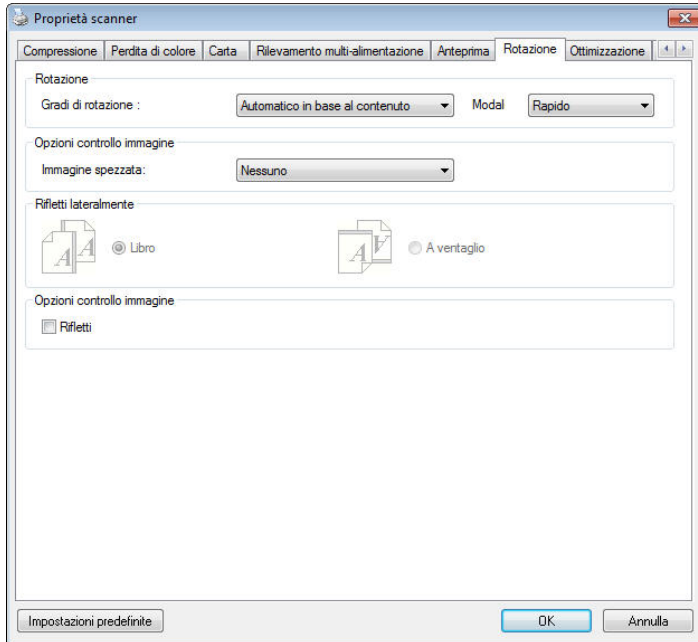 Proprietà scanner
Compressione Perdita di colore Carta Rilevamento multi-alimentazione Anteprima Rotazione Ottimizzazione
Rotazione
Gradi di rotazione : Automatico in base al contenuto Modal Rapido
Opzioni controllo immagine
Immagine spezzata: Nessuno
Rifletti lateralmente
A A Libro A A A ventaglio
Opzioni controllo immagine
Rifletti
Impostazioni predefinite OK Annulla